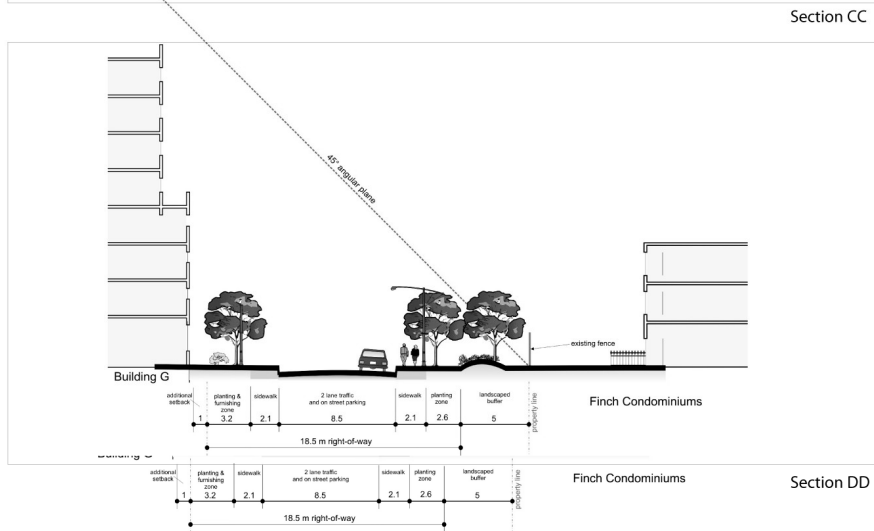 Section CC
45° angular plane
existing fence
Building G
additional setback
planting & furnishing zone
sidewalk
2 lane traffic and on street parking
sidewalk
planting zone
landscaped buffer
property line
1 3.2 2.1 8.5 2.1 2.6 5
Finch Condominiums
18.5 m right-of-way
additional setback
planting & furnishing zone
sidewalk
2 lane traffic and on street parking
sidewalk
planting zone
landscaped buffer
property line
1 3.2 2.1 8.5 2.1 2.6 5
Finch Condominiums
Section DD
18.5 m right-of-way